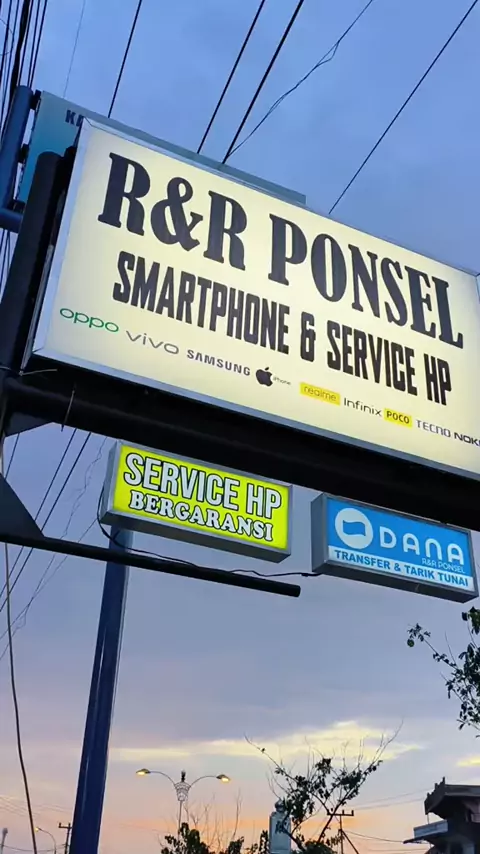 R&R PONSEL
SMARTPHONE & SERVICE HP
oppo vivo SAMSUNG iPhone realme Infinix POCO TECNO
SERVICE HP
BERGARANSI
DANA
R&R PONSEL
TRANSFER & TARIK TUNAI